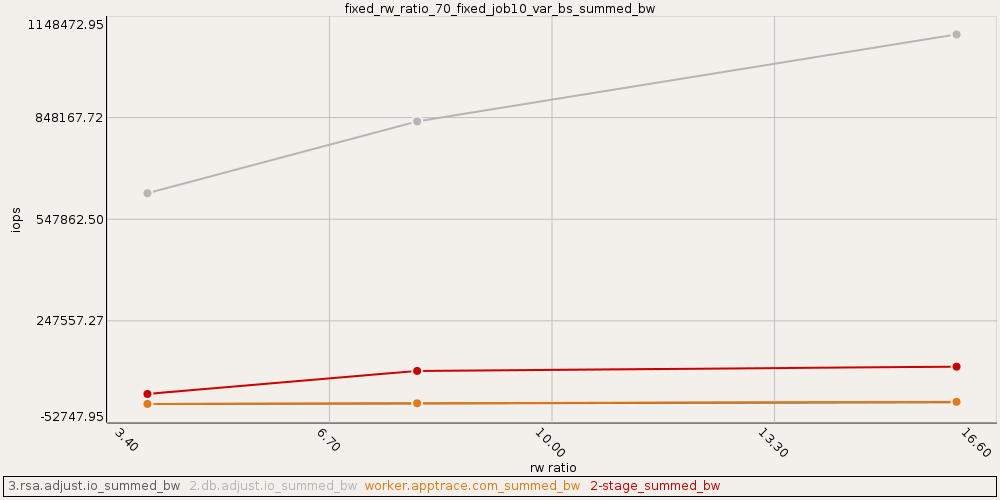 fixed_rw_ratio_70_fixed_job10_var_bs_summed_bw
1148472.95
848167.72
547862.50
247557.27
-52747.95
iops
3.40
6.70
10.00
13.30
16.60
rw ratio
3.rsa.adjust.io_summed_bw 2.db.adjust.io_summed_bw worker.apptrace.com_summed_bw 2-stage_summed_bw